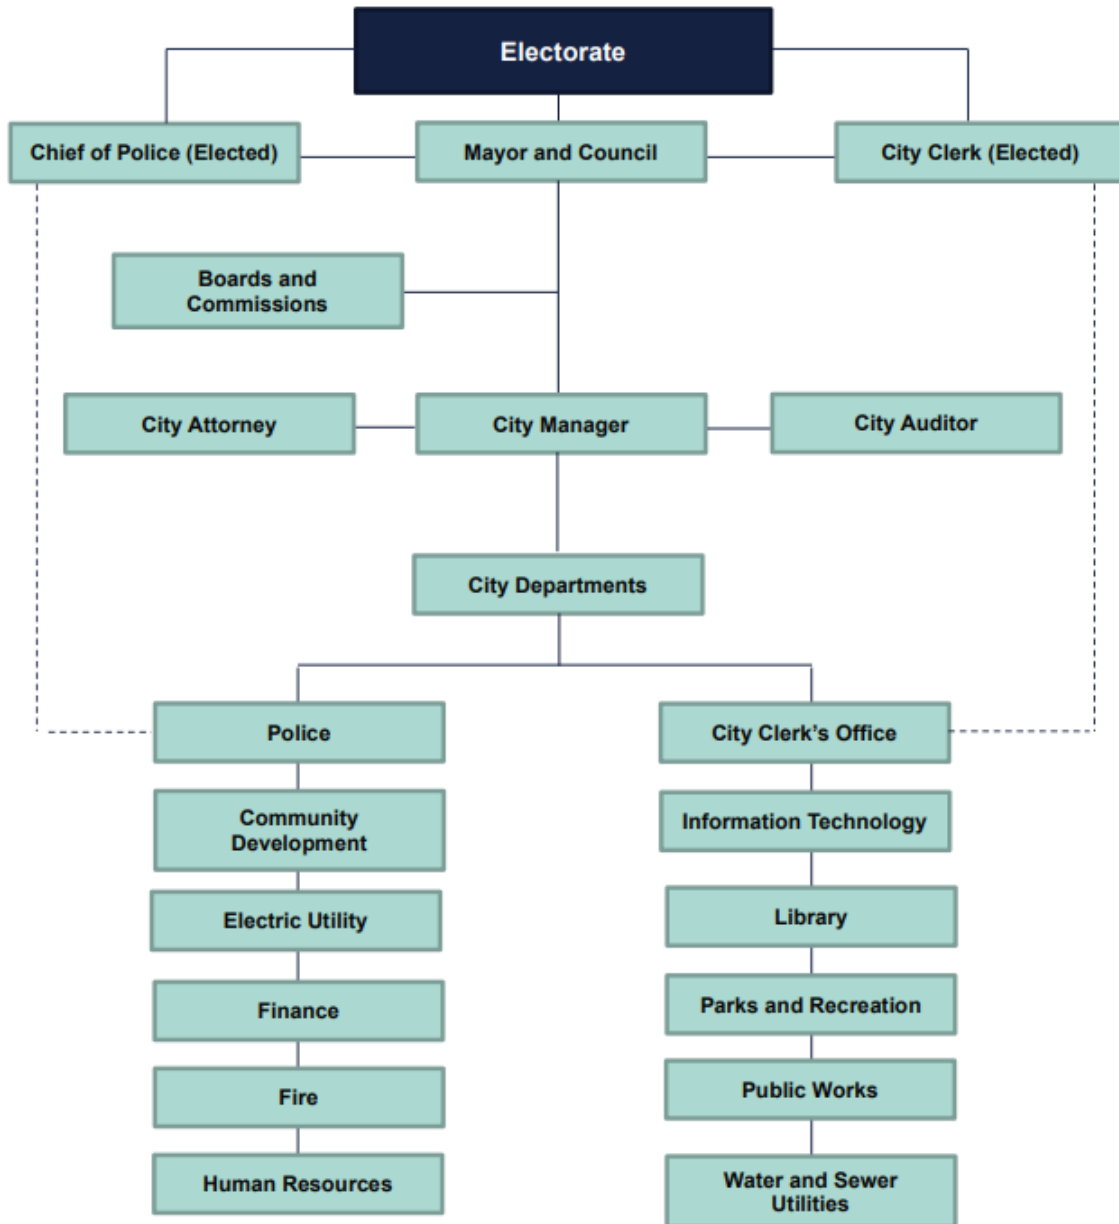 Electorate
Chief of Police (Elected)
Mayor and Council
City Clerk (Elected)
Boards and
Commissions
City Attorney
City Manager
City Auditor
City Departments
Police
City Clerk's Office
Community
Development
Information Technology
Electric Utility
Library
Finance
Parks and Recreation
Fire
Public Works
Human Resources
Water and Sewer
Utilities